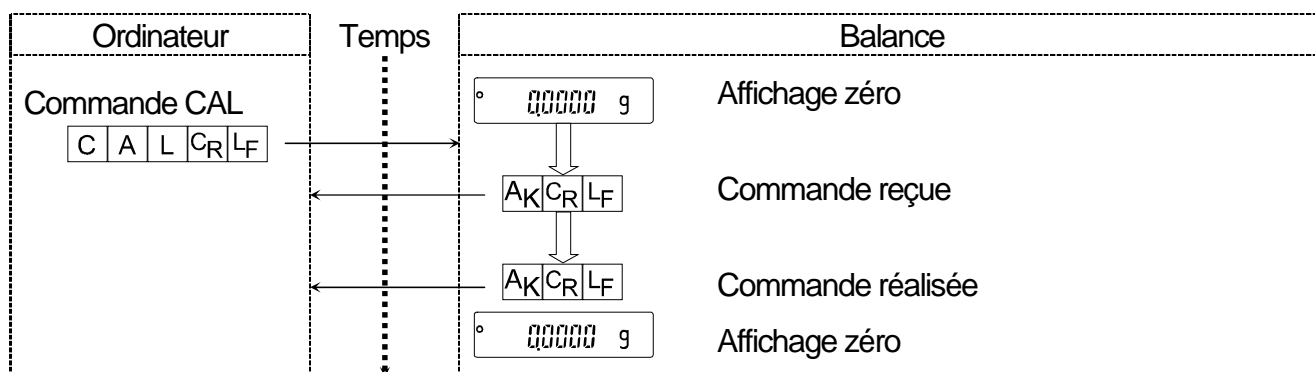 Ordinateur Temps Balance
0.0000 g Affichage zéro
Commande CAL
C A L CR LF
AK CR LF Commande reçue
AK CR LF Commande réalisée
0.0000 g Affichage zéro